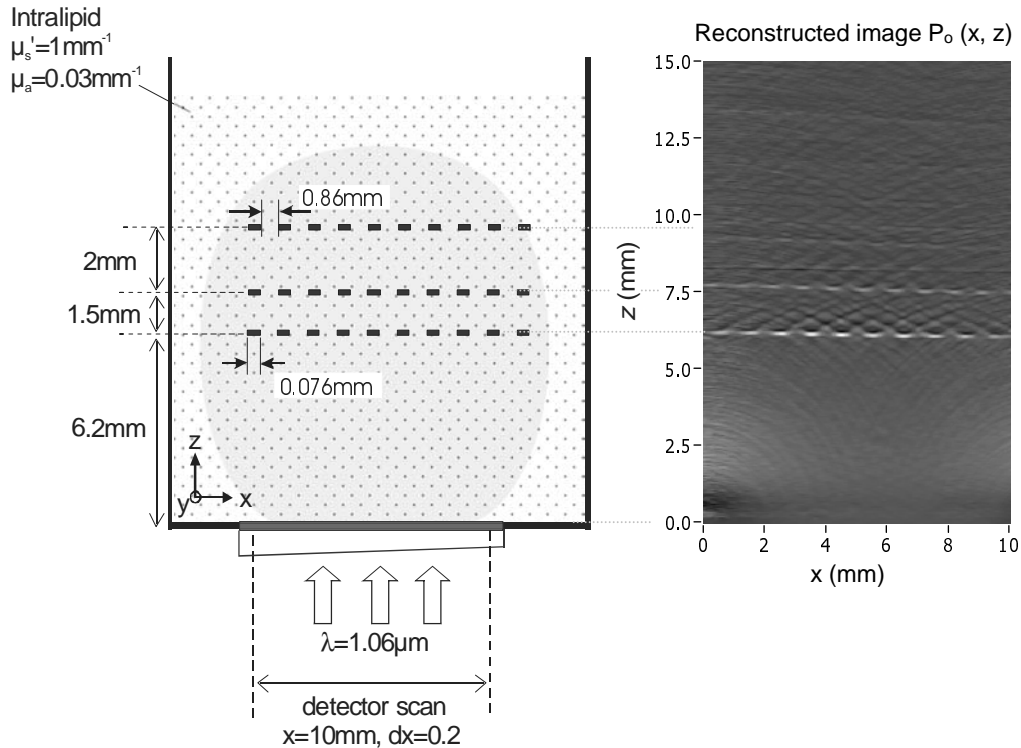 Intralipid
μs'=1mm-1
μa=0.03mm-1
0.86mm
2mm
1.5mm
0.076mm
6.2mm
z
y
x
λ=1.06μm
detector scan
x=10mm, dx=0.2
Reconstructed image Po (x, z)
15.0
12.5
10.0
7.5
5.0
2.5
0.0
z (mm)
0 2 4 6 8 10
x (mm)